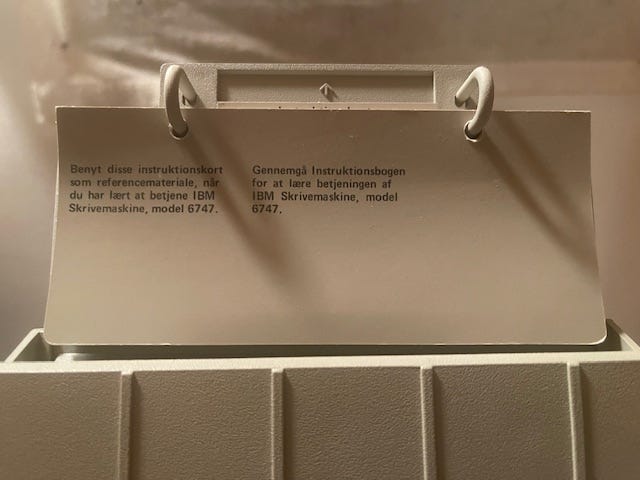 Benyt disse instruktionskort
som referencemateriale, når
du har lært at betjene IBM
Skrivemaskine, model 6747.
Gennemgå Instruktionsbogen
for at lære betjeningen af
IBM Skrivemaskine, model
6747.